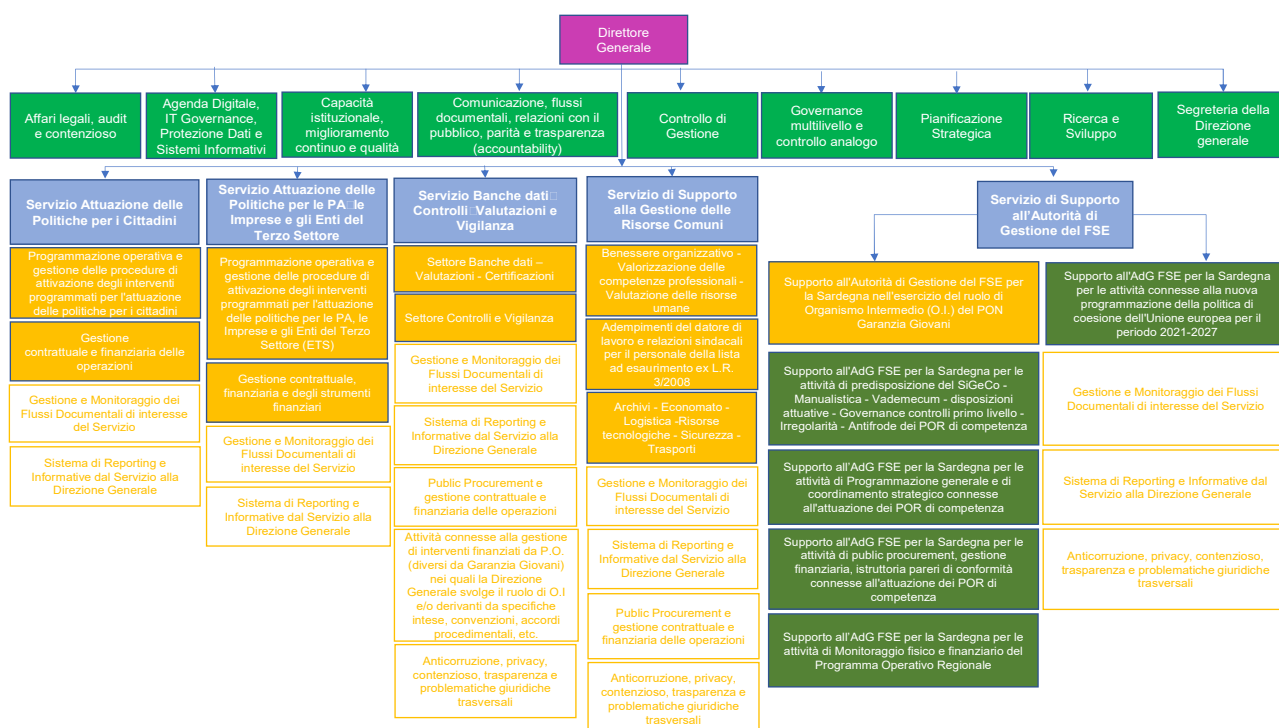 Direttore
Generale
Affari legali, audit
e contenzioso
Agenda Digitale,
IT Governance,
Protezione Dati e
Sistemi Informativi
Capacità
istituzionale,
miglioramento
continuo e qualità
Comunicazione, flussi
documentali, relazioni con il
pubblico, parità e trasparenza
(accountability)
Controllo di
Gestione
Governance
multilivello e
controllo analogo
Pianificazione
Strategica
Ricerca e
Sviluppo
Segreteria della
Direzione
generale
Servizio Attuazione delle
Politiche per i Cittadini
Programmazione operativa e
gestione delle procedure di
attivazione degli interventi
programmati per l'attuazione
delle politiche per i cittadini
Gestione
contrattuale e finanziaria delle
operazioni
Gestione e Monitoraggio dei
Flussi Documentali di interesse
del Servizio
Sistema di Reporting e
Informative dal Servizio alla
Direzione Generale
Servizio Attuazione delle
Politiche per le PA□le
Imprese e gli Enti del
Terzo Settore
Programmazione operativa e
gestione delle procedure di
attivazione degli interventi
programmati per l'attuazione
delle politiche per le PA, le
Imprese e gli Enti del Terzo
Settore (ETS)
Gestione contrattuale,
finanziaria e degli strumenti
finanziari
Gestione e Monitoraggio dei
Flussi Documentali di
interesse del Servizio
Sistema di Reporting e
Informative dal Servizio alla
Direzione Generale
Servizio Banche dati□
Controlli□Valutazioni e
Vigilanza
Settore Banche dati –
Valutazioni - Certificazioni
Settore Controlli e Vigilanza
Gestione e Monitoraggio dei
Flussi Documentali di
interesse del Servizio
Sistema di Reporting e
Informative dal Servizio alla
Direzione Generale
Public Procurement e
gestione contrattuale e
finanziaria delle operazioni
Attività connesse alla gestione
di interventi finanziati da P.O.
(diversi da Garanzia Giovani)
nei quali la Direzione
Generale svolge il ruolo di O.I
e/o derivanti da specifiche
intese, convenzioni, accordi
procedimentali, etc.
Anticorruzione, privacy,
contenzioso, trasparenza e
problematiche giuridiche
trasversali
Servizio di Supporto
alla Gestione delle
Risorse Comuni
Benessere organizzativo -
Valorizzazione delle
competenze professionali -
Valutazione delle risorse
umane
Adempimenti del datore di
lavoro e relazioni sindacali
per il personale della lista
ad esaurimento ex L.R.
3/2008
Archivi - Economato -
Logistica -Risorse
tecnologiche - Sicurezza -
Trasporti
Gestione e Monitoraggio dei
Flussi Documentali di
interesse del Servizio
Sistema di Reporting e
Informative dal Servizio alla
Direzione Generale
Public Procurement e
gestione contrattuale e
finanziaria delle operazioni
Anticorruzione, privacy,
contenzioso, trasparenza e
problematiche giuridiche
trasversali
Servizio di Supporto
all'Autorità di
Gestione del FSE
Supporto all'Autorità di Gestione del FSE per
la Sardegna nell'esercizio del ruolo di
Organismo Intermedio (O.I.) del PON
Garanzia Giovani
Supporto all'AdG FSE per la Sardegna per le
attività di predisposizione del SiGeCo -
Manualistica - Vademecum - disposizioni
attuative - Governance controlli primo livello -
Irregolarità - Antifrode dei POR di competenza
Supporto all'AdG FSE per la Sardegna per le
attività di Programmazione generale e di
coordinamento strategico connesse
all'attuazione dei POR di competenza
Supporto all'AdG FSE per la Sardegna per le
attività di public procurement, gestione
finanziaria, istruttoria pareri di conformità
connesse all'attuazione dei POR di
competenza
Supporto all'AdG FSE per la Sardegna per le
attività di Monitoraggio fisico e finanziario del
Programma Operativo Regionale
Supporto all'AdG FSE per la Sardegna
per le attività connesse alla nuova
programmazione della politica di
coesione dell'Unione europea per il
periodo 2021-2027
Gestione e Monitoraggio dei Flussi
Documentali di interesse del Servizio
Sistema di Reporting e Informative dal
Servizio alla Direzione Generale
Anticorruzione, privacy, contenzioso,
trasparenza e problematiche giuridiche
trasversali